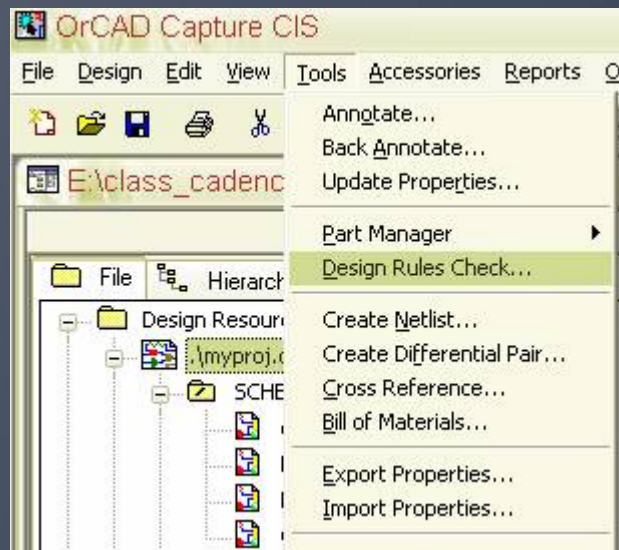 OrCAD Capture CIS
File Design Edit View Tools Accessories Reports O
E:\class_cadenc
File Hierarch
Design Resour
.\myproj.
SCHE
Annotate...
Back Annotate...
Update Properties...
Part Manager
Design Rules Check...
Create Netlist...
Create Differential Pair...
Cross Reference...
Bill of Materials...
Export Properties...
Import Properties...